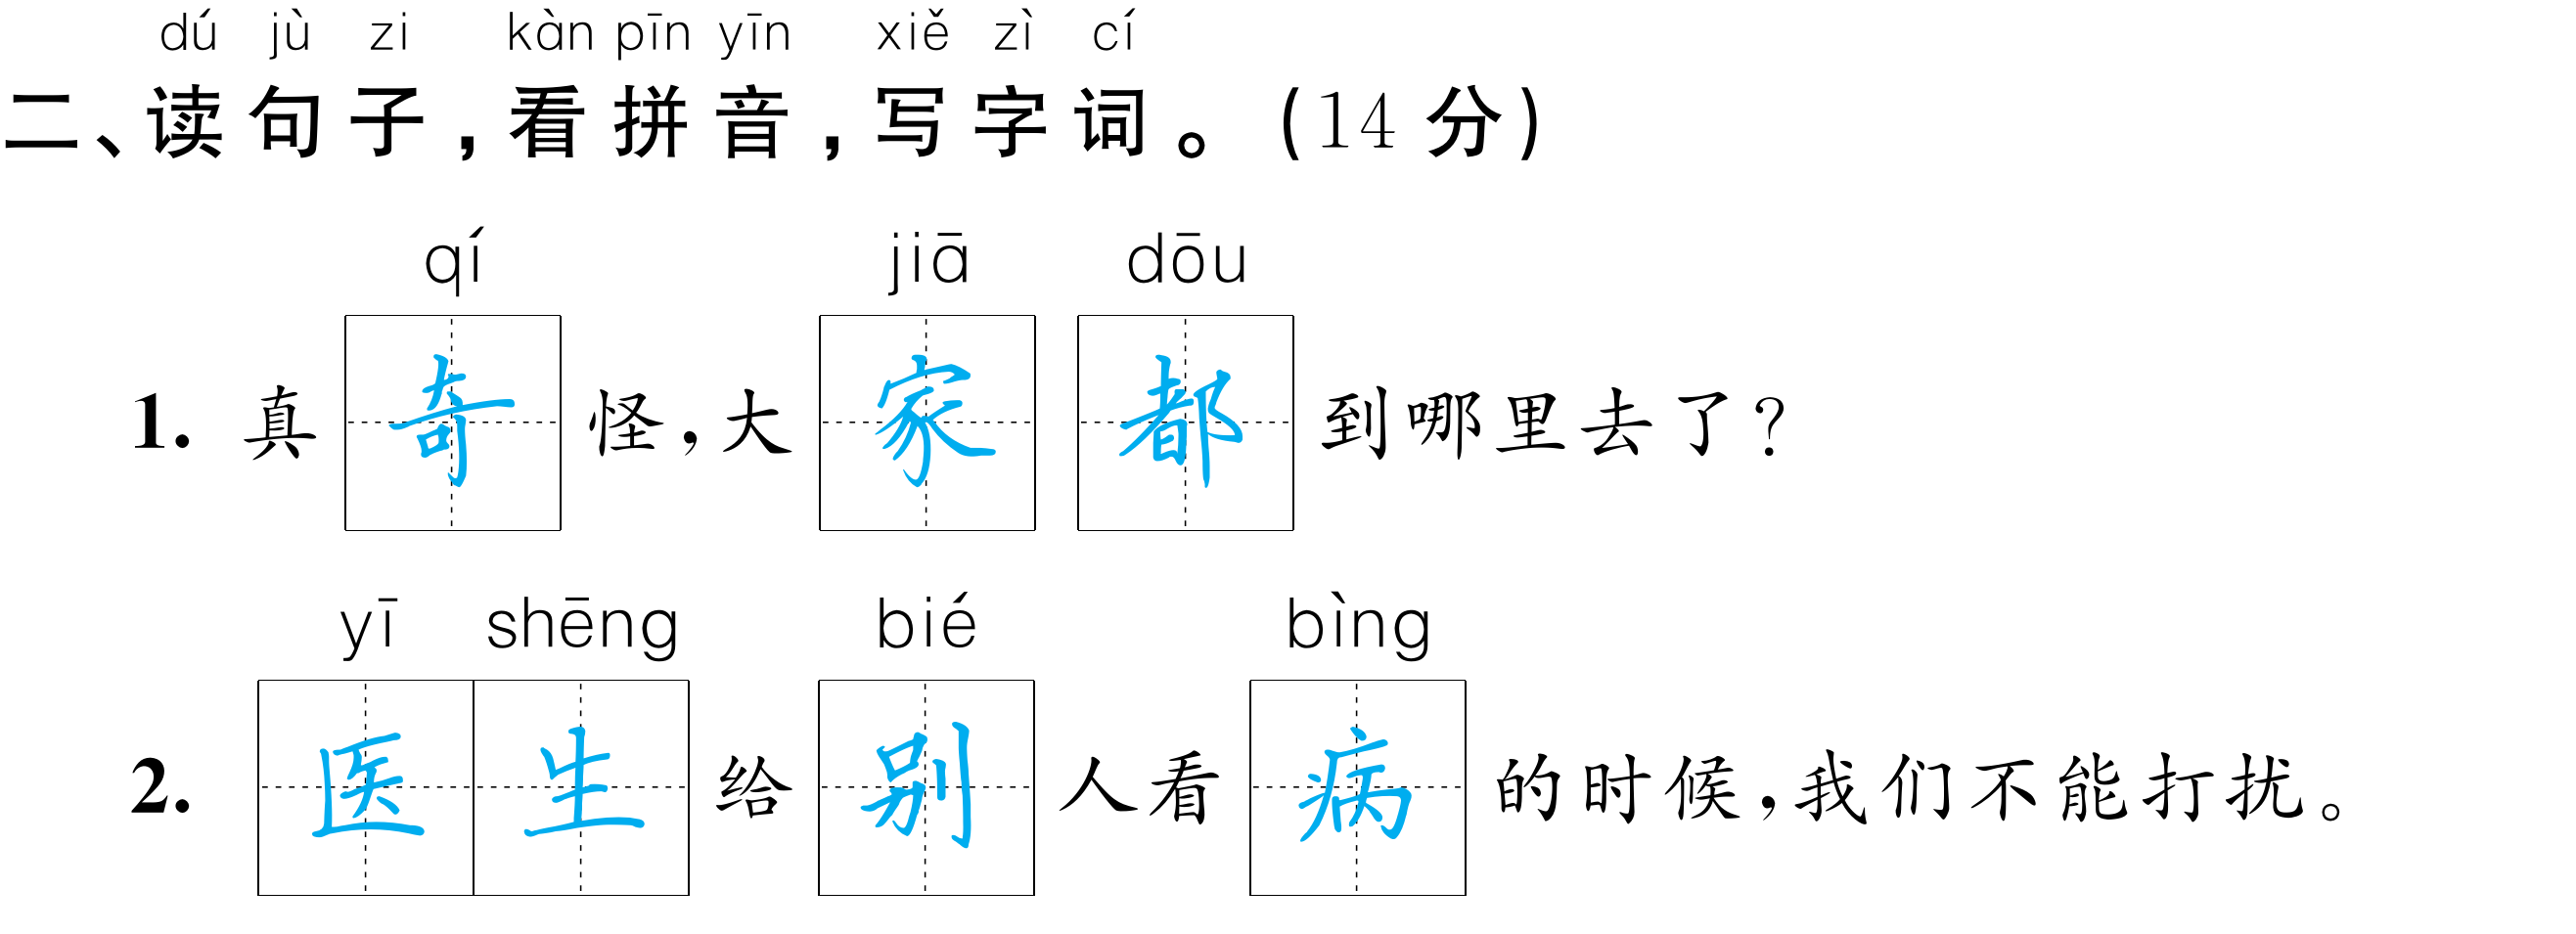 dú jù zi kàn pīn yīn xiě zì cí
二、读句子,看拼音,写字词。(14 分)
qí jiā dōu
1. 真奇怪,大家都到哪里去了?
yī shēng bié bìng
2. 医生给别人看病的时候,我们不能打扰。